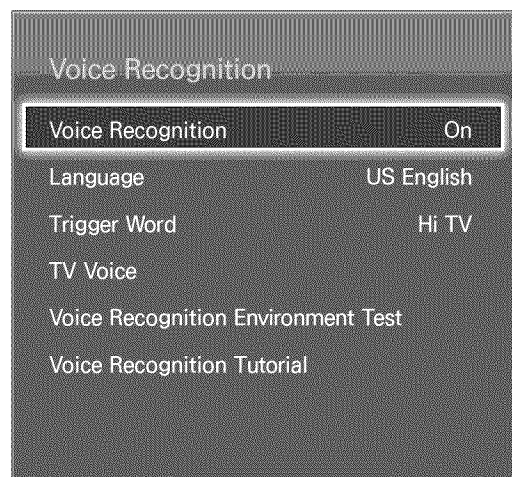 Voice Recognition
Voice Recognition On
Language US English
Trigger Word Hi TV
TV Voice
Voice Recognition Environment Test
Voice Recognition Tutorial